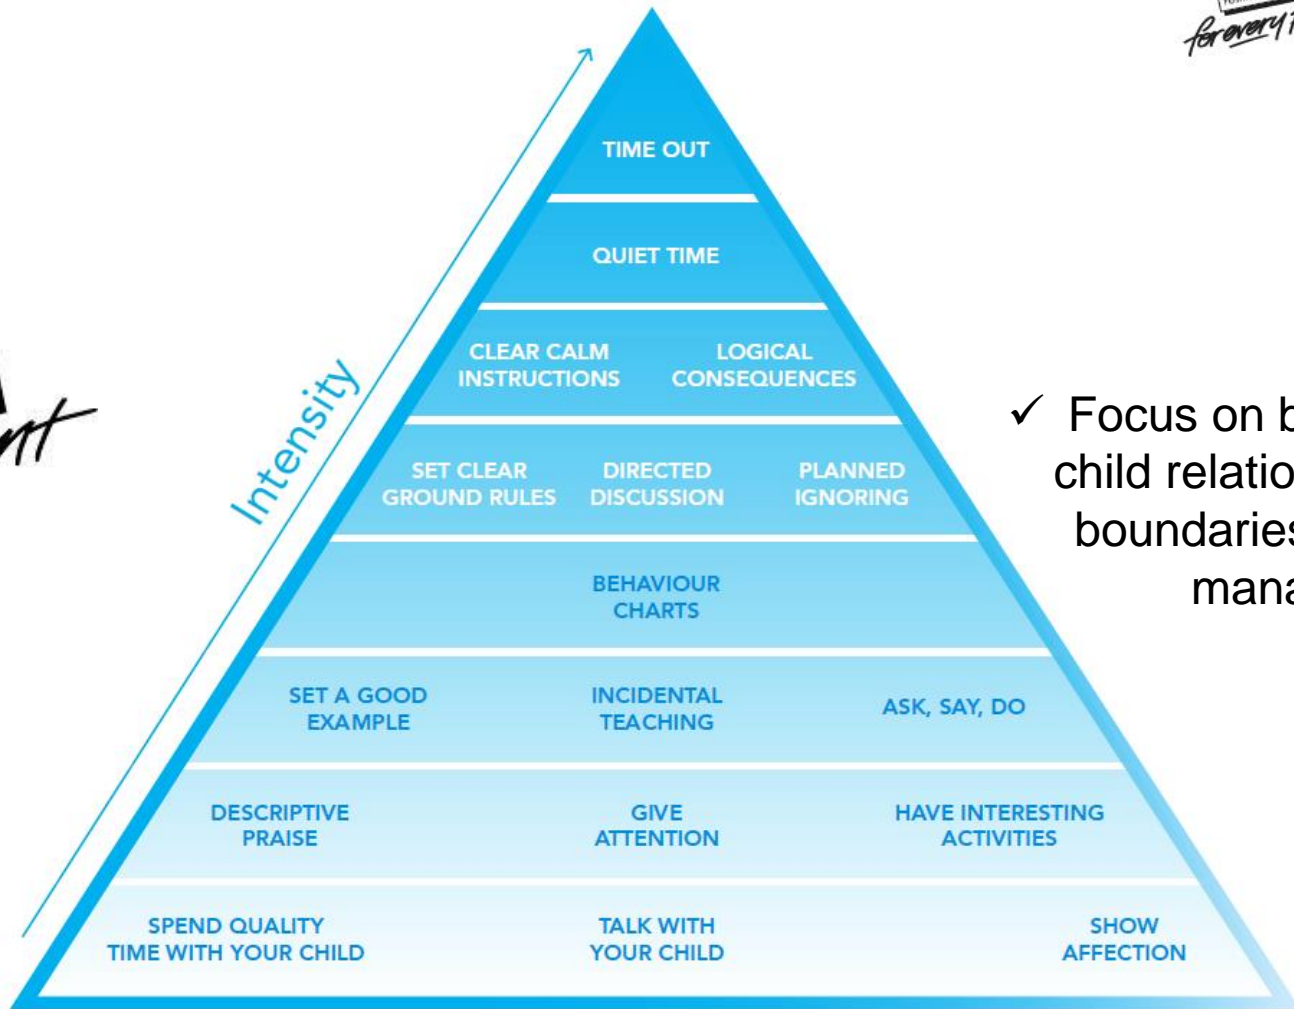 for every
TIME OUT
QUIET TIME
CLEAR CALM
INSTRUCTIONS
LOGICAL
CONSEQUENCES
Intensity
SET CLEAR
GROUND RULES
DIRECTED
DISCUSSION
PLANNED
IGNORING
✓ Focus on b
child relatio
boundaries
mana
BEHAVIOUR
CHARTS
SET A GOOD
EXAMPLE
INCIDENTAL
TEACHING
ASK, SAY, DO
DESCRIPTIVE
PRAISE
GIVE
ATTENTION
HAVE INTERESTING
ACTIVITIES
SPEND QUALITY
TIME WITH YOUR CHILD
TALK WITH
YOUR CHILD
SHOW
AFFECTION